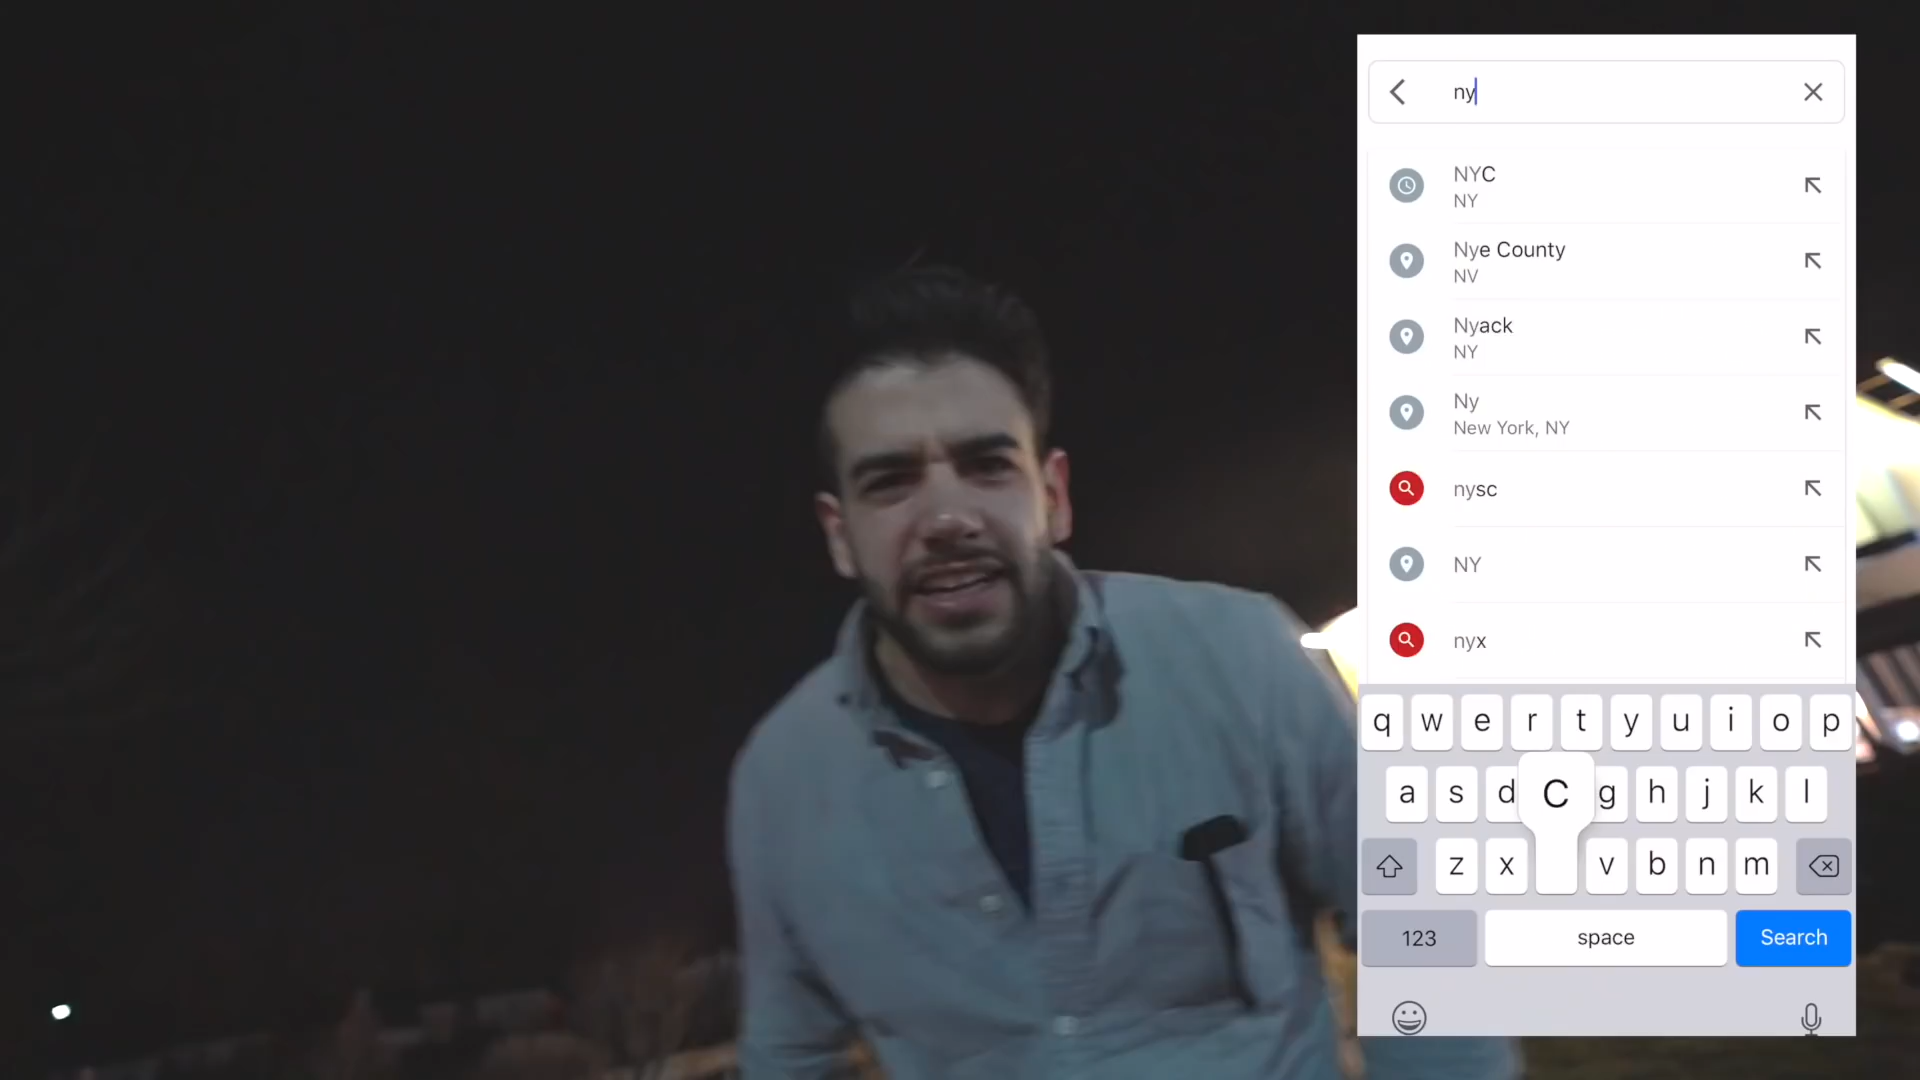 ny
NYC
NY
Nye County
NV
Nyack
NY
Ny
New York, NY
nysc
NY
nyx
q w e r t y u i o p
a s d C g h j k l
z x v b n m
123 space Search